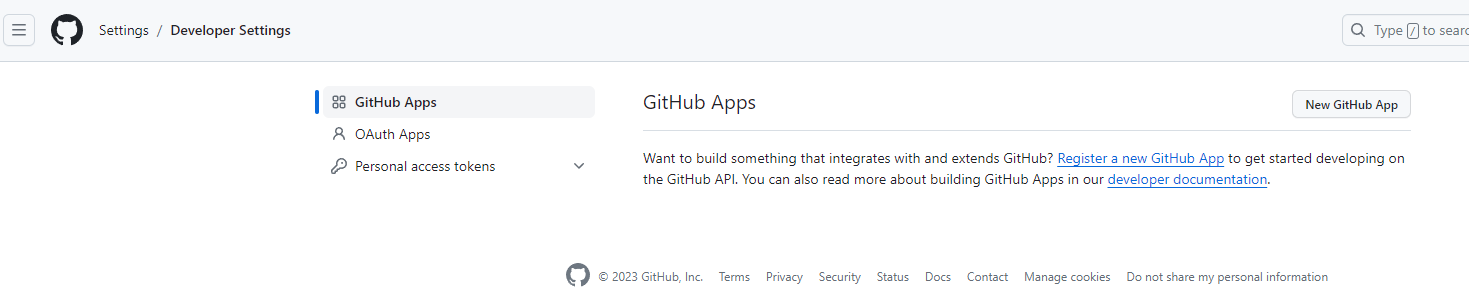 Settings / Developer Settings
Type / to searc
GitHub Apps
OAuth Apps
Personal access tokens
GitHub Apps
New GitHub App
Want to build something that integrates with and extends GitHub? Register a new GitHub App to get started developing on
the GitHub API. You can also read more about building GitHub Apps in our developer documentation.
© 2023 GitHub, Inc. Terms Privacy Security Status Docs Contact Manage cookies Do not share my personal information